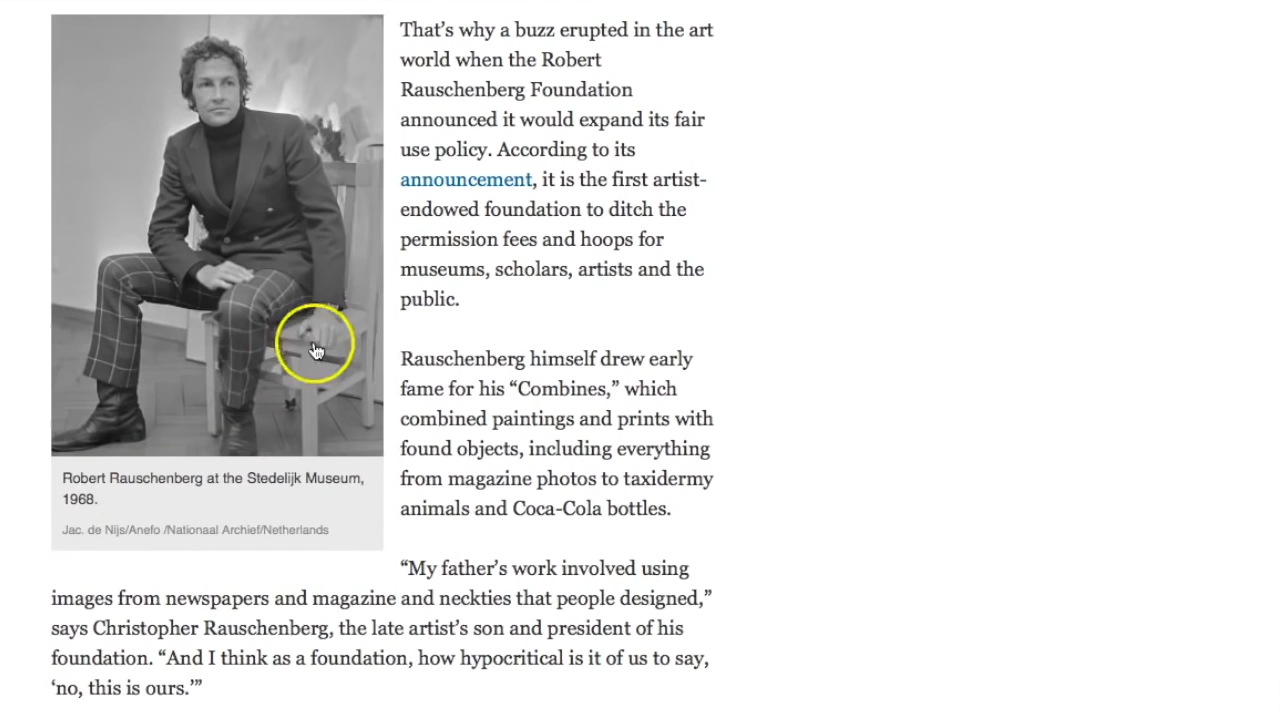 That’s why a buzz erupted in the art
world when the Robert
Rauschenberg Foundation
announced it would expand its fair
use policy. According to its
announcement, it is the first artist-
endowed foundation to ditch the
permission fees and hoops for
museums, scholars, artists and the
public.
Rauschenberg himself drew early
fame for his “Combines,” which
combined paintings and prints with
found objects, including everything
from magazine photos to taxidermy
animals and Coca-Cola bottles.
Robert Rauschenberg at the Stedelijk Museum,
1968.
Jac. de Nijs/Anefo /Nationaal Archief/Netherlands
“My father’s work involved using
images from newspapers and magazine and neckties that people designed,”
says Christopher Rauschenberg, the late artist’s son and president of his
foundation. “And I think as a foundation, how hypocritical is it of us to say,
‘no, this is ours.’”